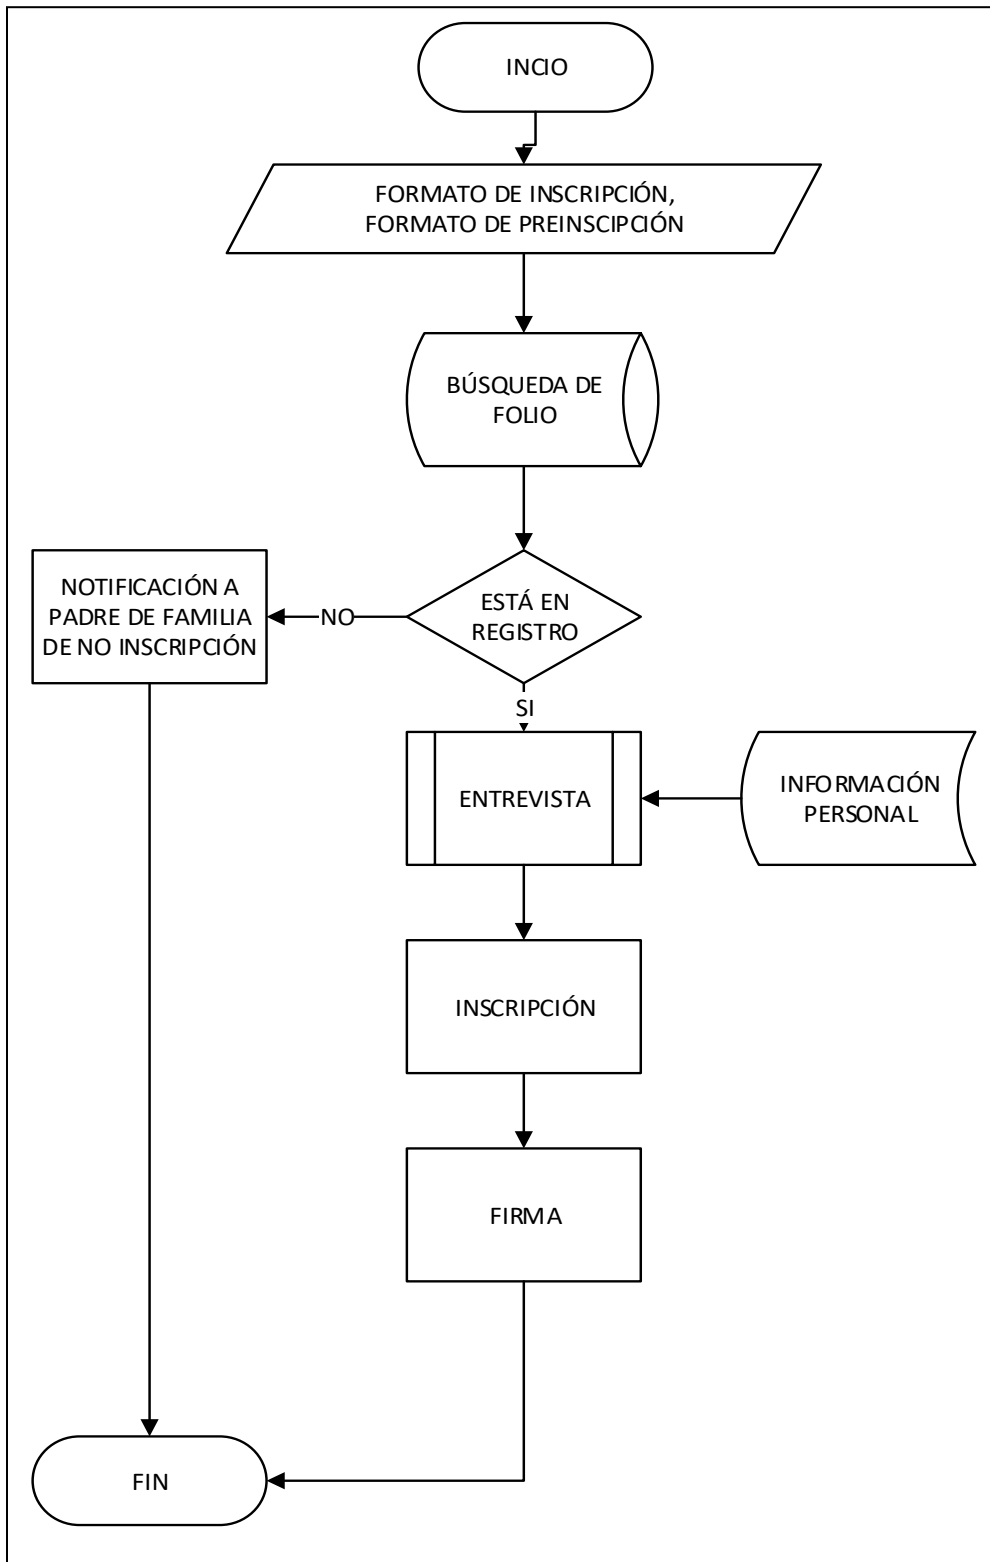 INCIO
FORMATO DE INSCRIPCIÓN,
FORMATO DE PREINSCIPCIÓN
BÚSQUEDA DE
FOLIO
ESTÁ EN
REGISTRO
NO
NOTIFICACIÓN A
PADRE DE FAMILIA
DE NO INSCRIPCIÓN
SI
ENTREVISTA
INFORMACIÓN
PERSONAL
INSCRIPCIÓN
FIRMA
FIN